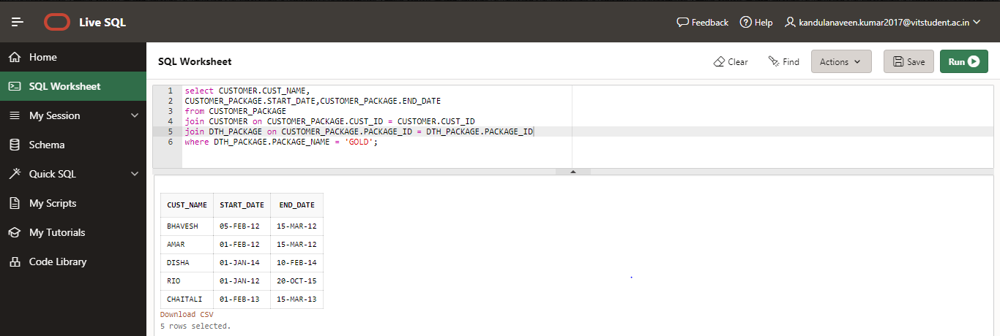 Live SQL
Feedback
Help
kandulanaveen.kumar2017@vitstudent.ac.in
Home
SQL Worksheet
My Session
Schema
Quick SQL
My Scripts
My Tutorials
Code Library
SQL Worksheet
Clear
Find
Actions
Save
Run
1 select CUSTOMER.CUST_NAME,
2 CUSTOMER_PACKAGE.START_DATE,CUSTOMER_PACKAGE.END_DATE
3 from CUSTOMER_PACKAGE
4 join CUSTOMER on CUSTOMER_PACKAGE.CUST_ID = CUSTOMER.CUST_ID
5 join DTH_PACKAGE on CUSTOMER_PACKAGE.PACKAGE_ID = DTH_PACKAGE.PACKAGE_ID
6 where DTH_PACKAGE.PACKAGE_NAME = 'GOLD';
CUST_NAME START_DATE END_DATE
BHAVESH 05-FEB-12 15-MAR-12
AMAR 01-FEB-12 15-MAR-12
DISHA 01-JAN-14 10-FEB-14
RIO 01-JAN-12 20-OCT-15
CHAITALI 01-FEB-13 15-MAR-13
Download CSV
5 rows selected.